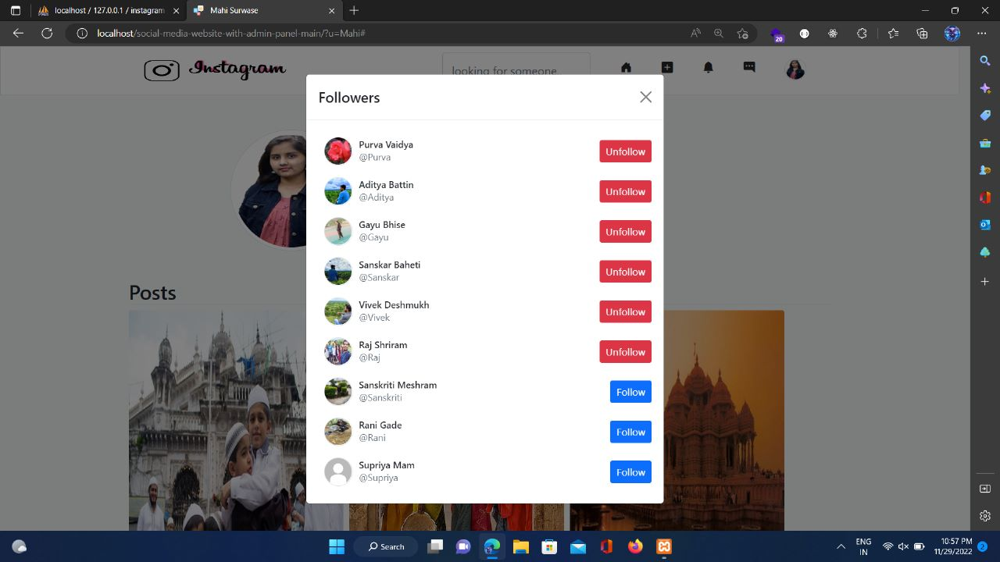 localhost / 127.0.0.1 / instagram
Mahi Surwase
localhost/social-media-website-with-admin-panel-main/?u=Mahi#
20
Instagram
looking for someone..
Followers
Purva Vaidya
@Purva
Unfollow
Aditya Battin
@Aditya
Unfollow
Gayu Bhise
@Gayu
Unfollow
Sanskar Baheti
@Sanskar
Unfollow
Vivek Deshmukh
@Vivek
Unfollow
Raj Shriram
@Raj
Unfollow
Sanskriti Meshram
@Sanskriti
Follow
Rani Gade
@Rani
Follow
Supriya Mam
@Supriya
Follow
Posts
Search
ENG
IN
10:57 PM
11/29/2022
2